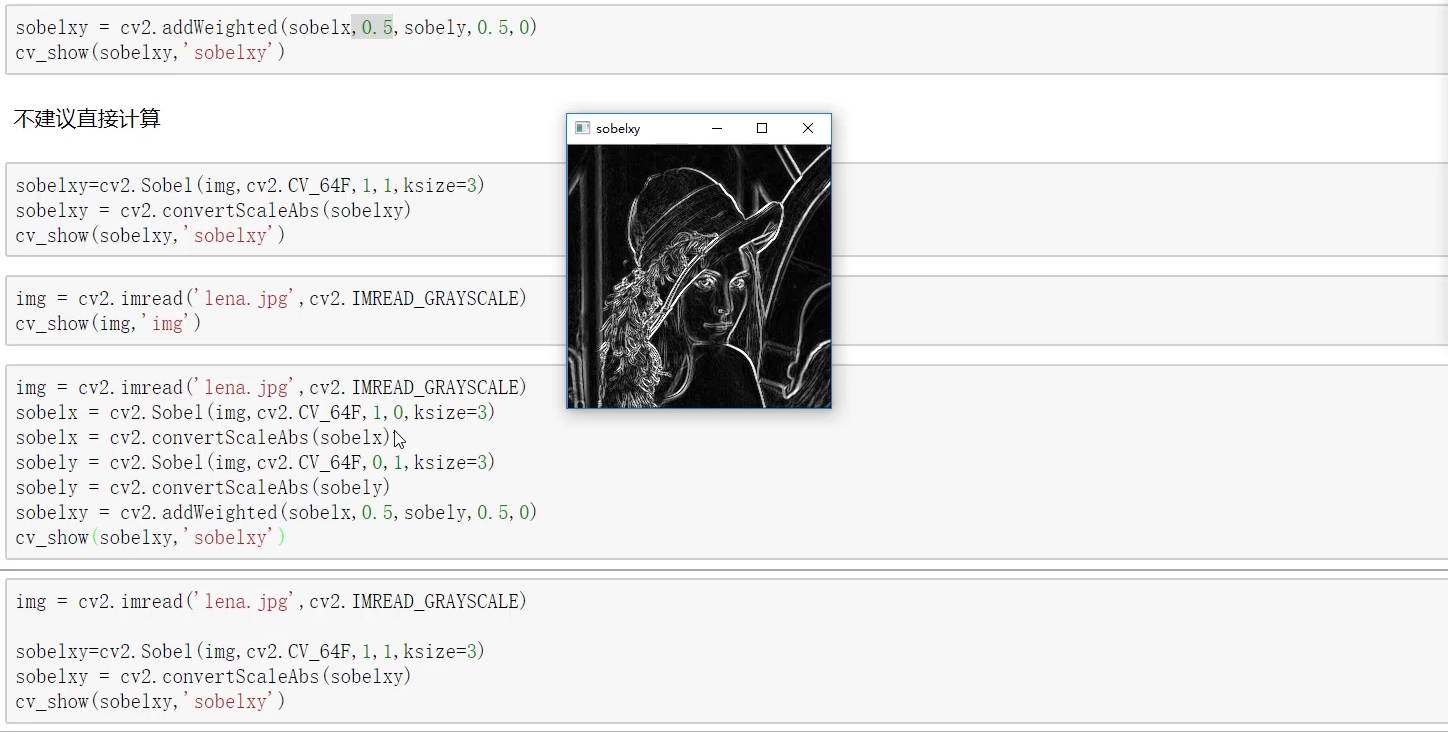 sobelxy = cv2.addWeighted(sobelx,0.5,sobely,0.5,0)
cv_show(sobelxy,'sobelxy')
不建议直接计算
sobelxy
sobelxy=cv2.Sobel(img,cv2.CV_64F,1,1,ksize=3)
sobelxy = cv2.convertScaleAbs(sobelxy)
cv_show(sobelxy,'sobelxy')
img = cv2.imread('lena.jpg',cv2.IMREAD_GRAYSCALE)
cv_show(img,'img')
img = cv2.imread('lena.jpg',cv2.IMREAD_GRAYSCALE)
sobelx = cv2.Sobel(img,cv2.CV_64F,1,0,ksize=3)
sobelx = cv2.convertScaleAbs(sobelx)
sobely = cv2.Sobel(img,cv2.CV_64F,0,1,ksize=3)
sobely = cv2.convertScaleAbs(sobely)
sobelxy = cv2.addWeighted(sobelx,0.5,sobely,0.5,0)
cv_show(sobelxy,'sobelxy')
img = cv2.imread('lena.jpg',cv2.IMREAD_GRAYSCALE)
sobelxy=cv2.Sobel(img,cv2.CV_64F,1,1,ksize=3)
sobelxy = cv2.convertScaleAbs(sobelxy)
cv_show(sobelxy,'sobelxy')